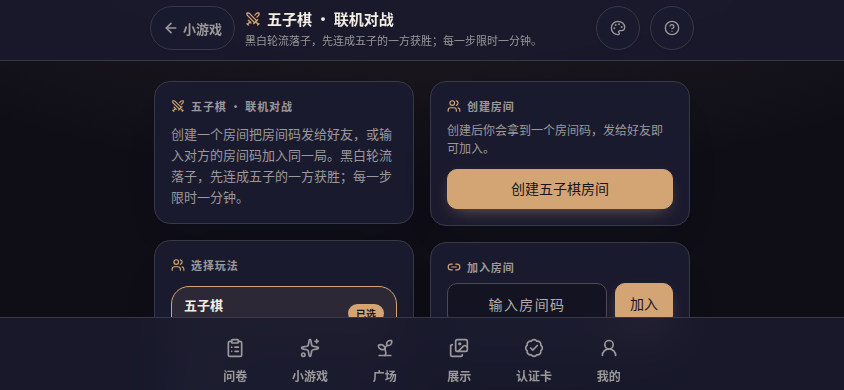 小游戏
五子棋 · 联机对战
黑白轮流落子，先连成五子的一方获胜；每一步限时一分钟。
五子棋 · 联机对战
创建一个房间把房间码发给好友，或输
入对方的房间码加入同一局。黑白轮流
落子，先连成五子的一方获胜；每一步
限时一分钟。
创建房间
创建后你会拿到一个房间码，发给好友即
可加入。
创建五子棋房间
选择玩法
五子棋
已选
加入房间
输入房间码
加入
问卷
小游戏
广场
展示
认证卡
我的